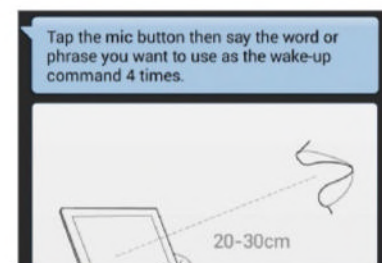 Tap the mic button then say the word or
phrase you want to use as the wake-up
command 4 times.
20-30cm